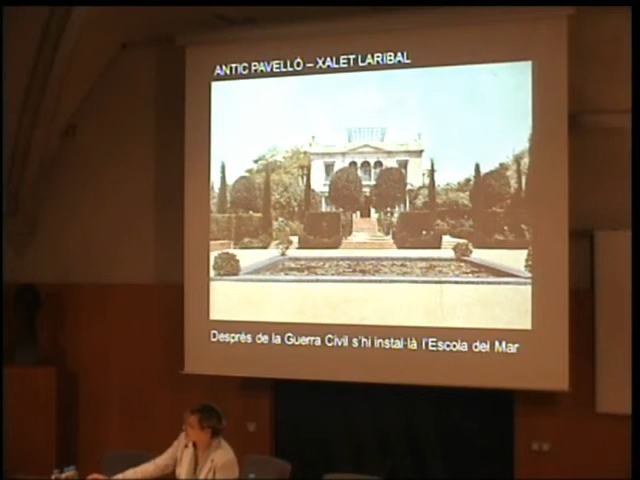 ANTIC PAVELLÓ – XALET LARIBAL
Després de la Guerra Civil s'hi instal·là l'Escola del Mar